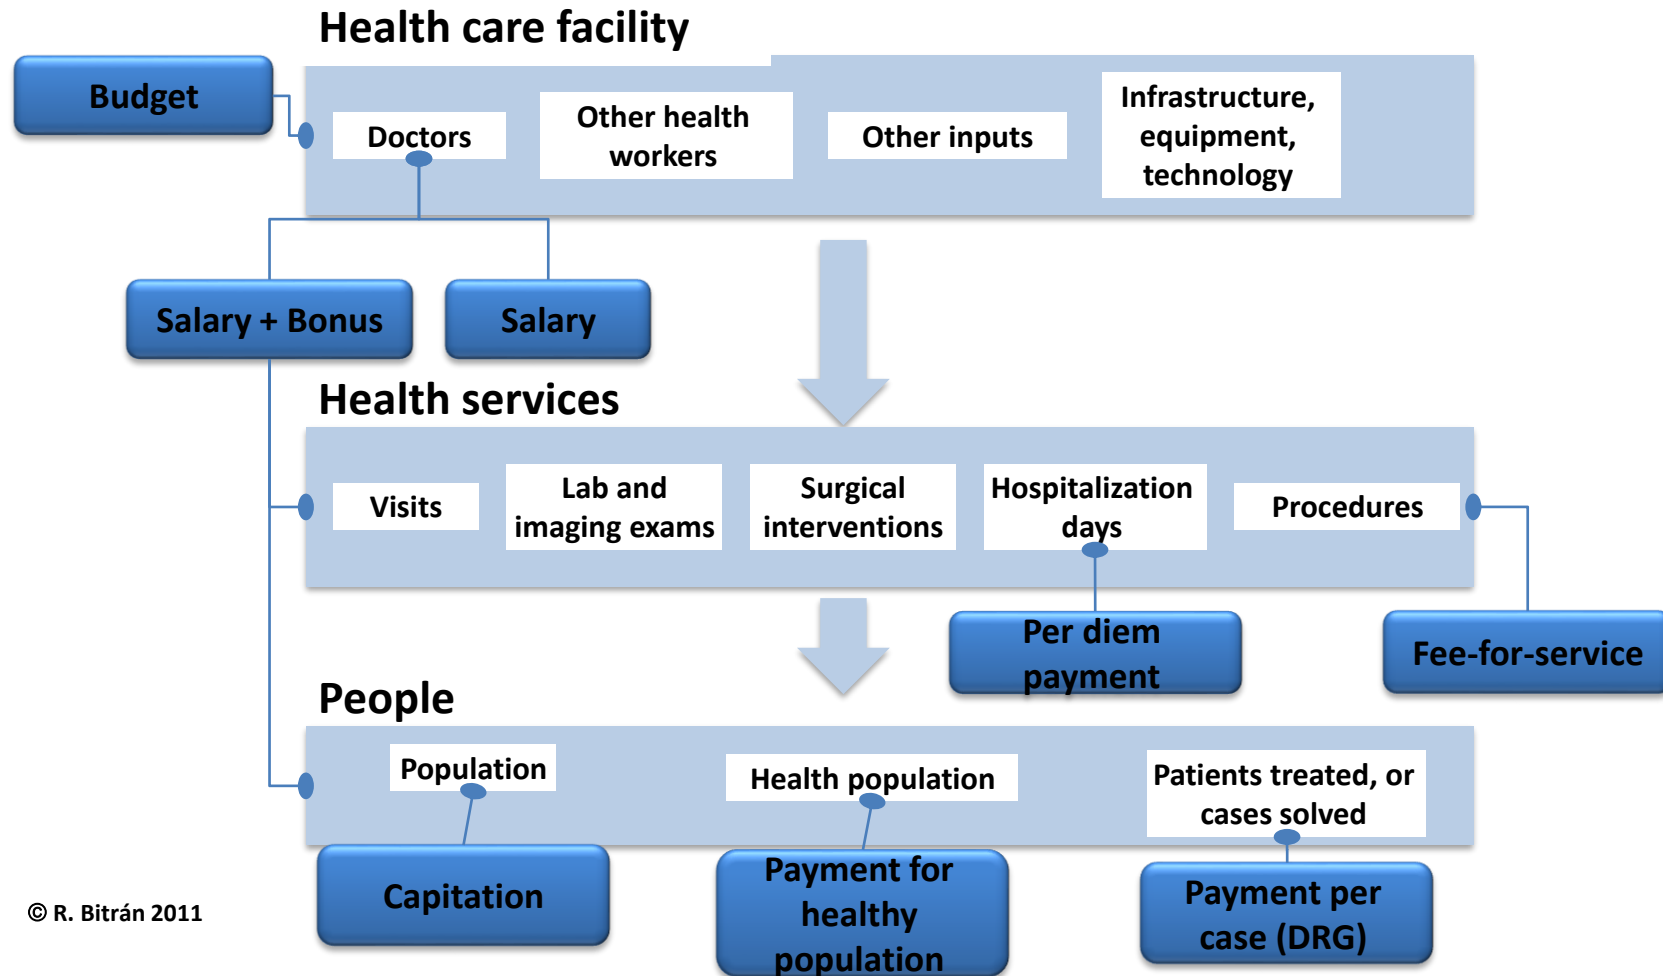 Health care facility
Budget
Doctors
Other health
workers
Other inputs
Infrastructure,
equipment,
technology
Salary + Bonus
Salary
Health services
Visits
Lab and
imaging exams
Surgical
interventions
Hospitalization
days
Procedures
Per diem
payment
Fee-for-service
People
Population
Health population
Patients treated, or
cases solved
Capitation
Payment for
healthy
population
Payment per
case (DRG)
© R. Bitrán 2011